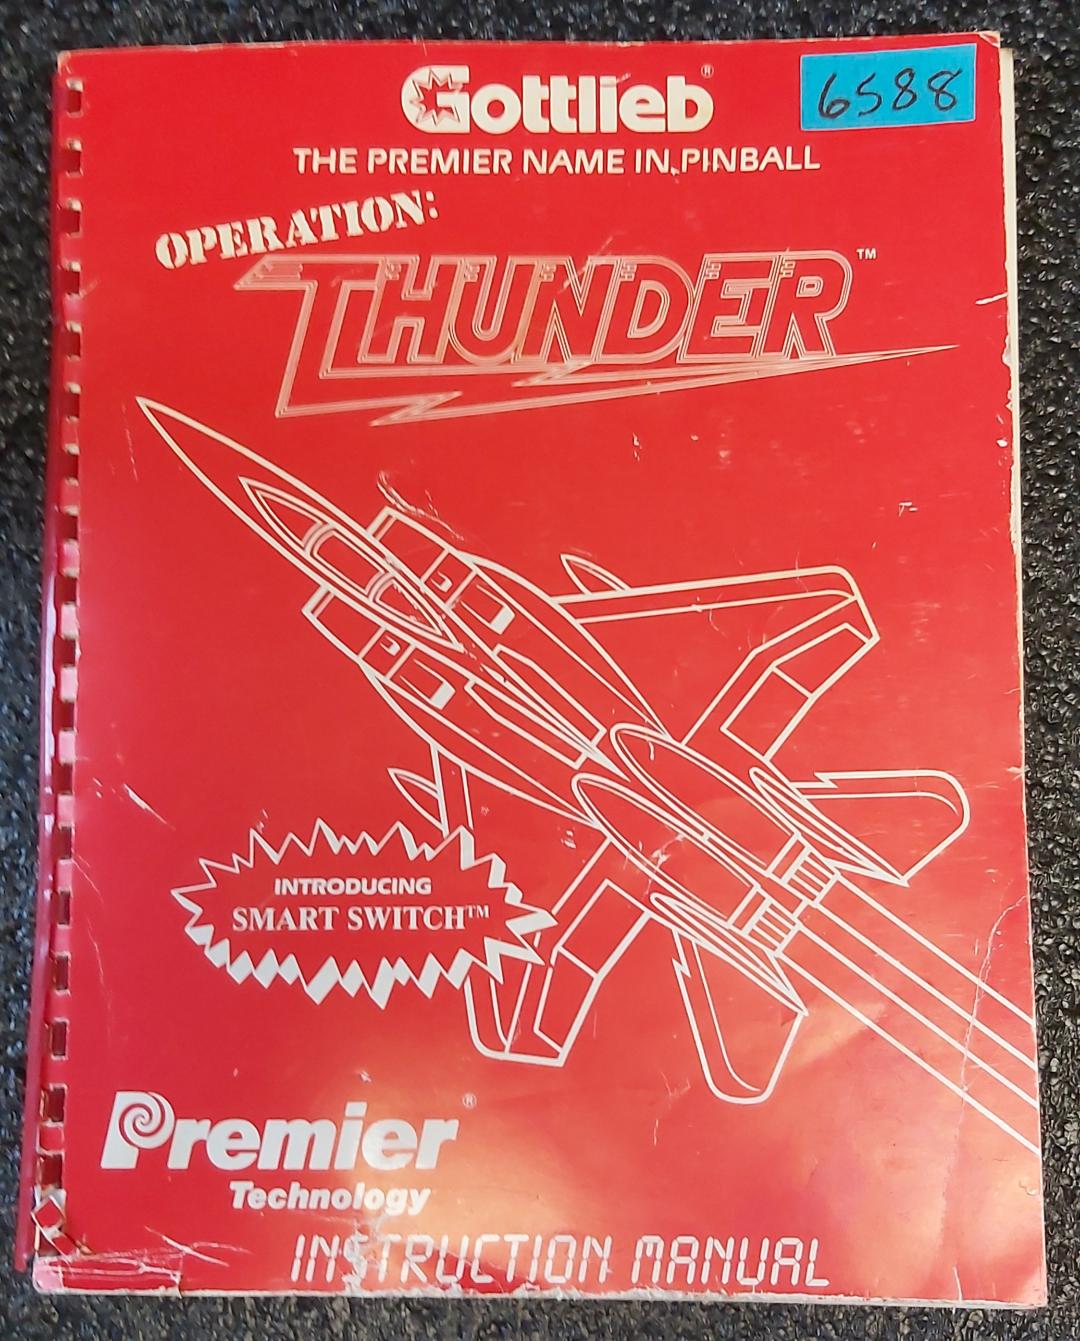 Gottlieb®
6588
THE PREMIER NAME IN PINBALL
OPERATION:
THUNDER™
INTRODUCING
SMART SWITCH™
Premier®
Technology
INSTRUCTION MANUAL